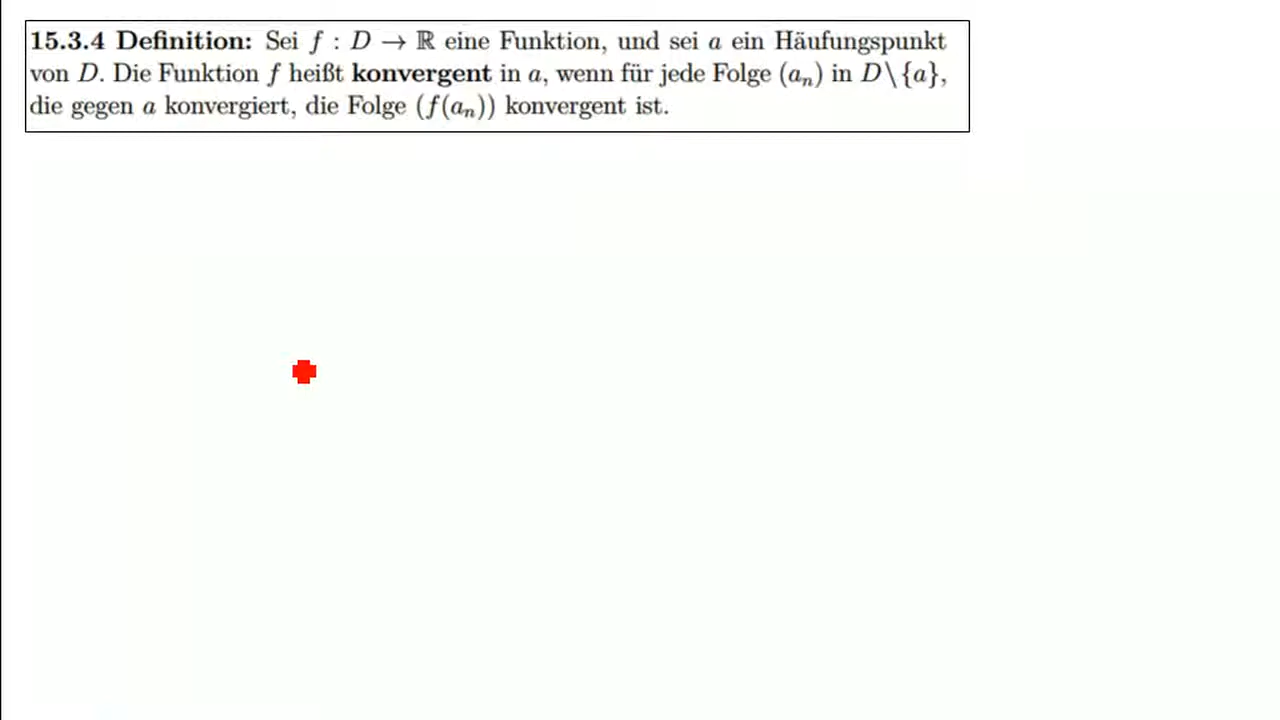 15.3.4 Definition: Sei f : D → ℝ eine Funktion, und sei a ein Häufungspunkt
von D. Die Funktion f heißt konvergent in a, wenn für jede Folge (aₙ) in D\{a},
die gegen a konvergiert, die Folge (f(aₙ)) konvergent ist.